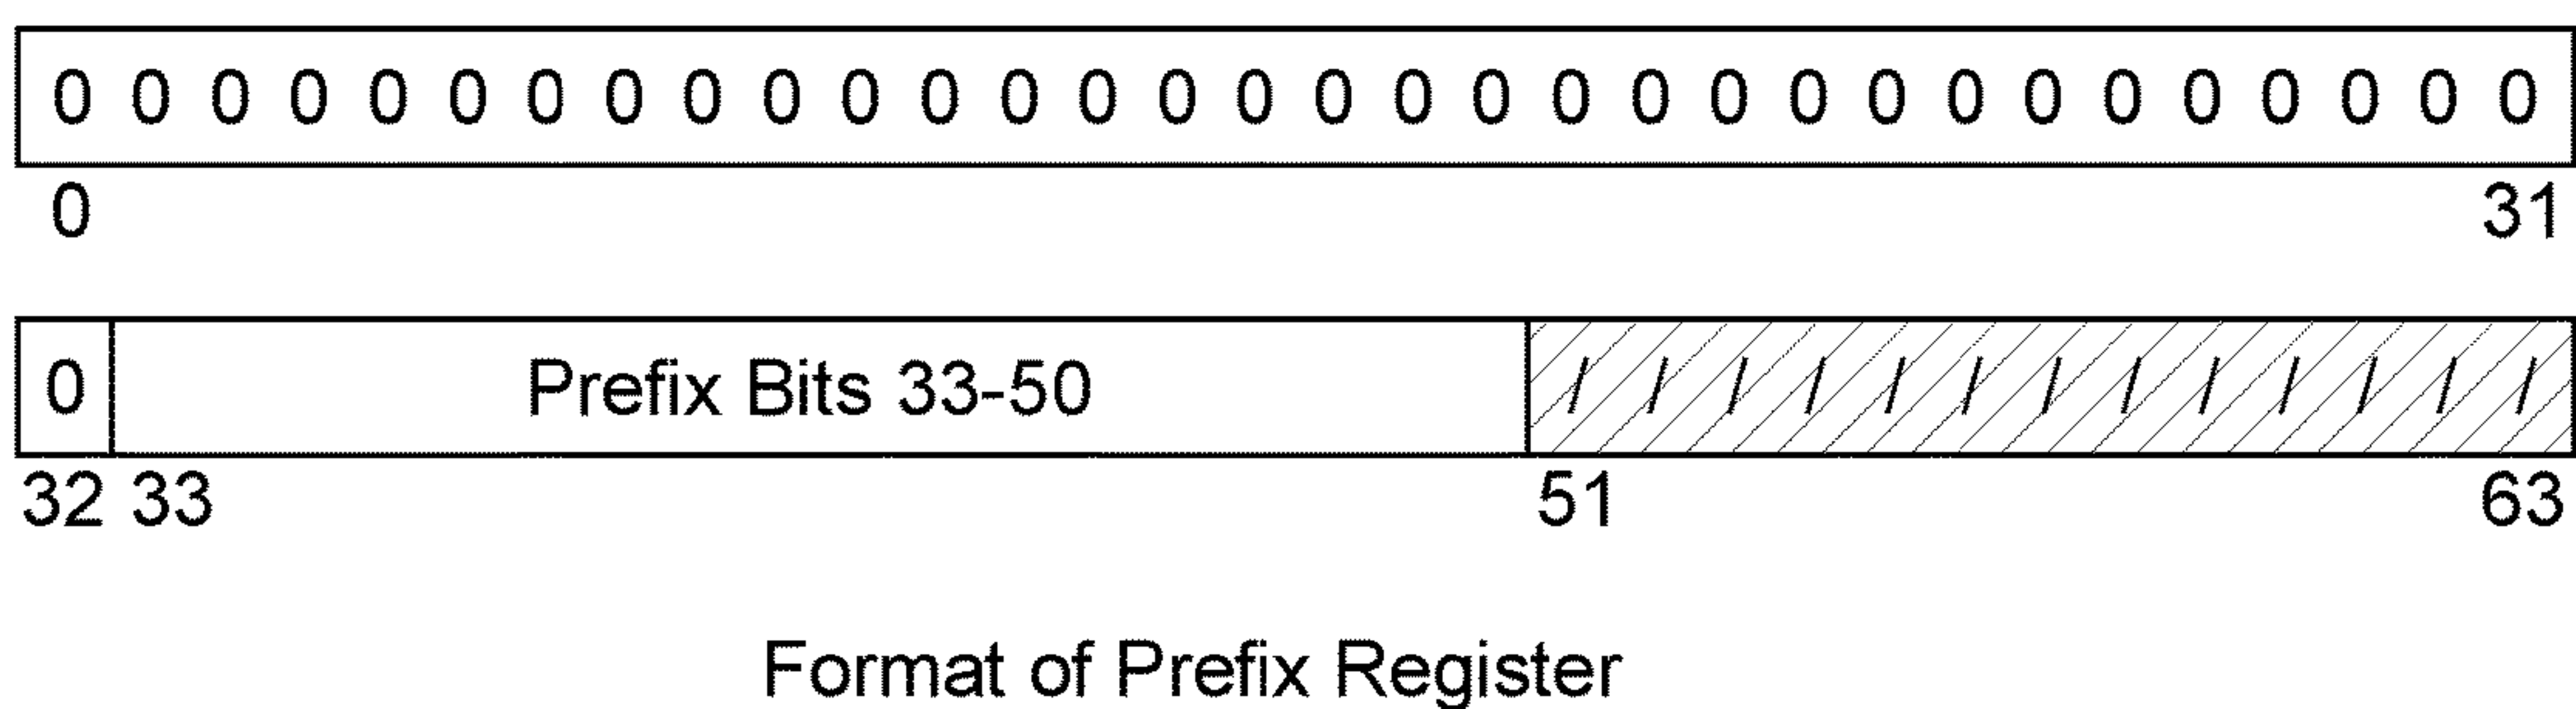 0 0 0 0 0 0 0 0 0 0 0 0 0 0 0 0 0 0 0 0 0 0 0 0 0 0 0 0 0 0 0 0
0 31
0 Prefix Bits 33-50 / / / / / / / / / / / / /
32 33 51 63
Format of Prefix Register